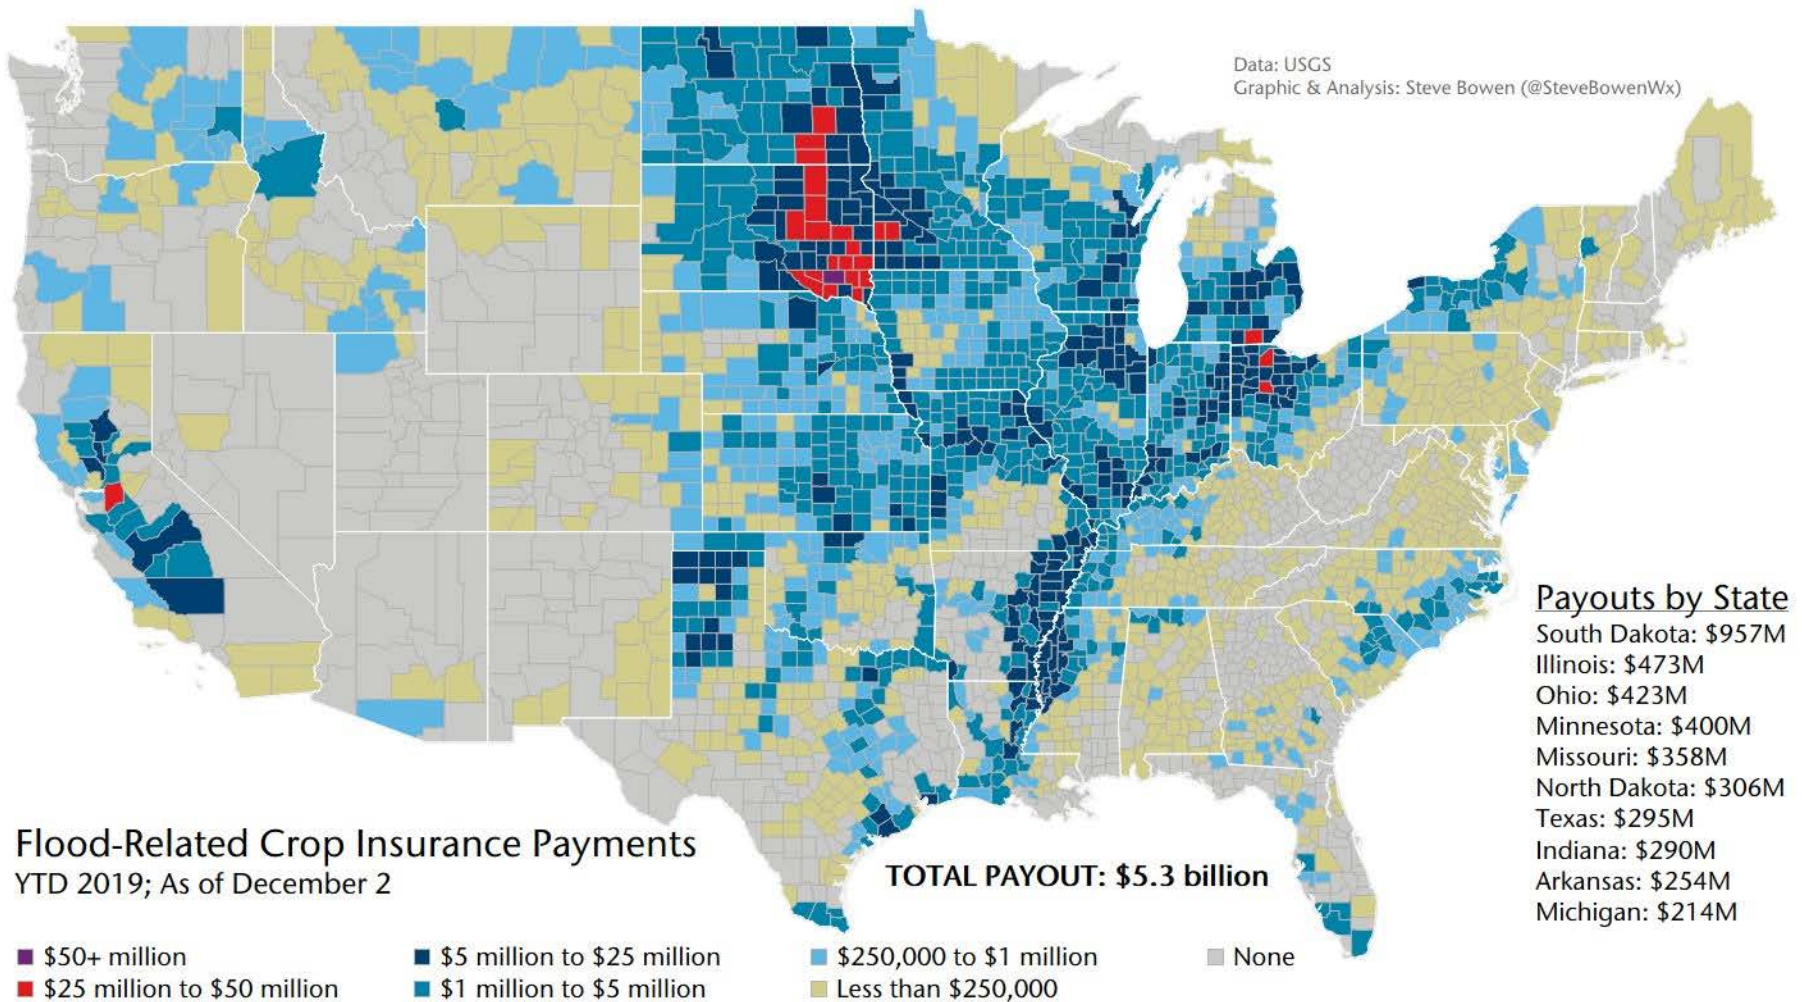 Data: USGS
Graphic & Analysis: Steve Bowen (@SteveBowenWx)
Payouts by State
South Dakota: $957M
Illinois: $473M
Ohio: $423M
Minnesota: $400M
Missouri: $358M
North Dakota: $306M
Texas: $295M
Indiana: $290M
Arkansas: $254M
Michigan: $214M
Flood-Related Crop Insurance Payments
YTD 2019; As of December 2
TOTAL PAYOUT: $5.3 billion
$50+ million
$25 million to $50 million
$5 million to $25 million
$1 million to $5 million
$250,000 to $1 million
Less than $250,000
None